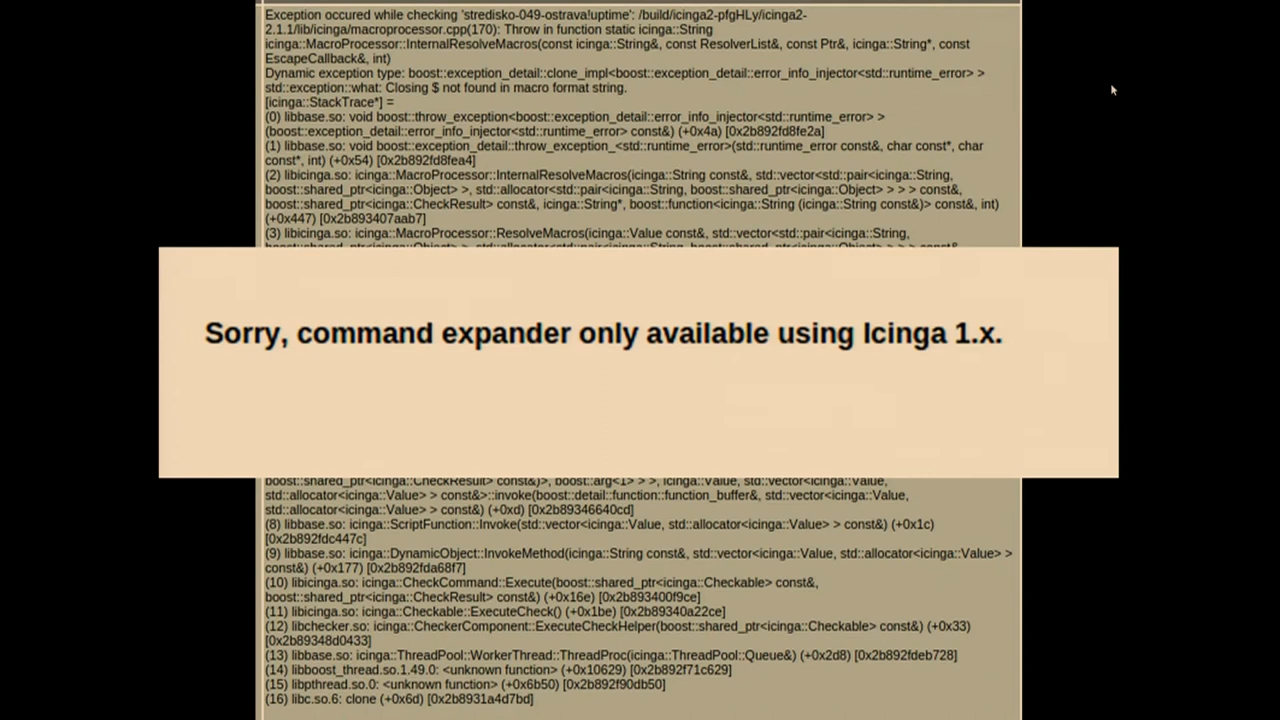 Exception occured while checking 'stredisko-049-ostrava!uptime': /build/icinga2-pfgHLy/icinga2-
2.1.1/lib/icinga/macroprocessor.cpp(170): Throw in function static icinga::String
icinga::MacroProcessor::InternalResolveMacros(const icinga::String&, const ResolverList&, const Ptr&, icinga::String*, const
EscapeCallback&, int)
Dynamic exception type: boost::exception_detail::clone_impl<boost::exception_detail::error_info_injector<std::runtime_error> >
std::exception::what: Closing $ not found in macro format string.
[icinga::StackTrace*] =
(0) libbase.so: void boost::throw_exception<boost::exception_detail::error_info_injector<std::runtime_error> >
(boost::exception_detail::error_info_injector<std::runtime_error> const&) (+0x4a) [0x2b892fd8fe2a]
(1) libbase.so: void boost::exception_detail::throw_exception_<std::runtime_error>(std::runtime_error const&, char const*, char
const*, int) (+0x54) [0x2b892fd8fea4]
(2) libicinga.so: icinga::MacroProcessor::InternalResolveMacros(icinga::String const&, std::vector<std::pair<icinga::String,
boost::shared_ptr<icinga::Object> >, std::allocator<std::pair<icinga::String, boost::shared_ptr<icinga::Object> > > > const&,
boost::shared_ptr<icinga::CheckResult> const&, icinga::String*, boost::function<icinga::String (icinga::String const&)> const&, int)
(+0x447) [0x2b893407aab7]
(3) libicinga.so: icinga::MacroProcessor::ResolveMacros(icinga::Value const&, std::vector<std::pair<icinga::String,
boost::shared_ptr<icinga::Object> >, std::allocator<std::pair<icinga::String, boost::shared_ptr<icinga::Object> > > > const&,
Sorry, command expander only available using Icinga 1.x.
boost::shared_ptr<icinga::CheckResult> const&)>, boost::arg<1> > >, icinga::Value, std::vector<icinga::Value,
std::allocator<icinga::Value> > const&>::invoke(boost::detail::function::function_buffer&, std::vector<icinga::Value,
std::allocator<icinga::Value> > const&) (+0xd) [0x2b89346640cd]
(8) libbase.so: icinga::ScriptFunction::Invoke(std::vector<icinga::Value, std::allocator<icinga::Value> > const&) (+0x1c)
[0x2b892fdc447c]
(9) libbase.so: icinga::DynamicObject::InvokeMethod(icinga::String const&, std::vector<icinga::Value, std::allocator<icinga::Value> >
const&) (+0x177) [0x2b892fda68f7]
(10) libicinga.so: icinga::CheckCommand::Execute(boost::shared_ptr<icinga::Checkable> const&,
boost::shared_ptr<icinga::CheckResult> const&) (+0x16e) [0x2b893400f9ce]
(11) libicinga.so: icinga::Checkable::ExecuteCheck() (+0x1be) [0x2b89340a22ce]
(12) libchecker.so: icinga::CheckerComponent::ExecuteCheckHelper(boost::shared_ptr<icinga::Checkable> const&) (+0x33)
[0x2b89348d0433]
(13) libbase.so: icinga::ThreadPool::WorkerThread::ThreadProc(icinga::ThreadPool::Queue&) (+0x2d8) [0x2b892fdeb728]
(14) libboost_thread.so.1.49.0: <unknown function> (+0x10629) [0x2b892f71c629]
(15) libpthread.so.0: <unknown function> (+0x6b50) [0x2b892f90db50]
(16) libc.so.6: clone (+0x6d) [0x2b8931a4d7bd]